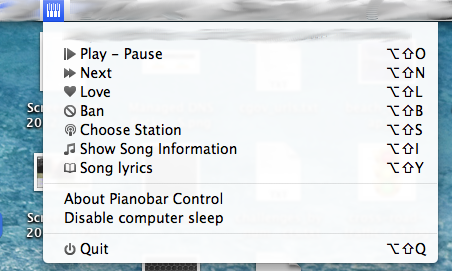 Play – Pause ⌥⇧O
Next ⌥⇧N
Love ⌥⇧L
Ban ⌥⇧B
Choose Station ⌥⇧S
Show Song Information ⌥⇧I
Song lyrics ⌥⇧Y
About Pianobar Control
Disable computer sleep
Quit ⌥⇧Q